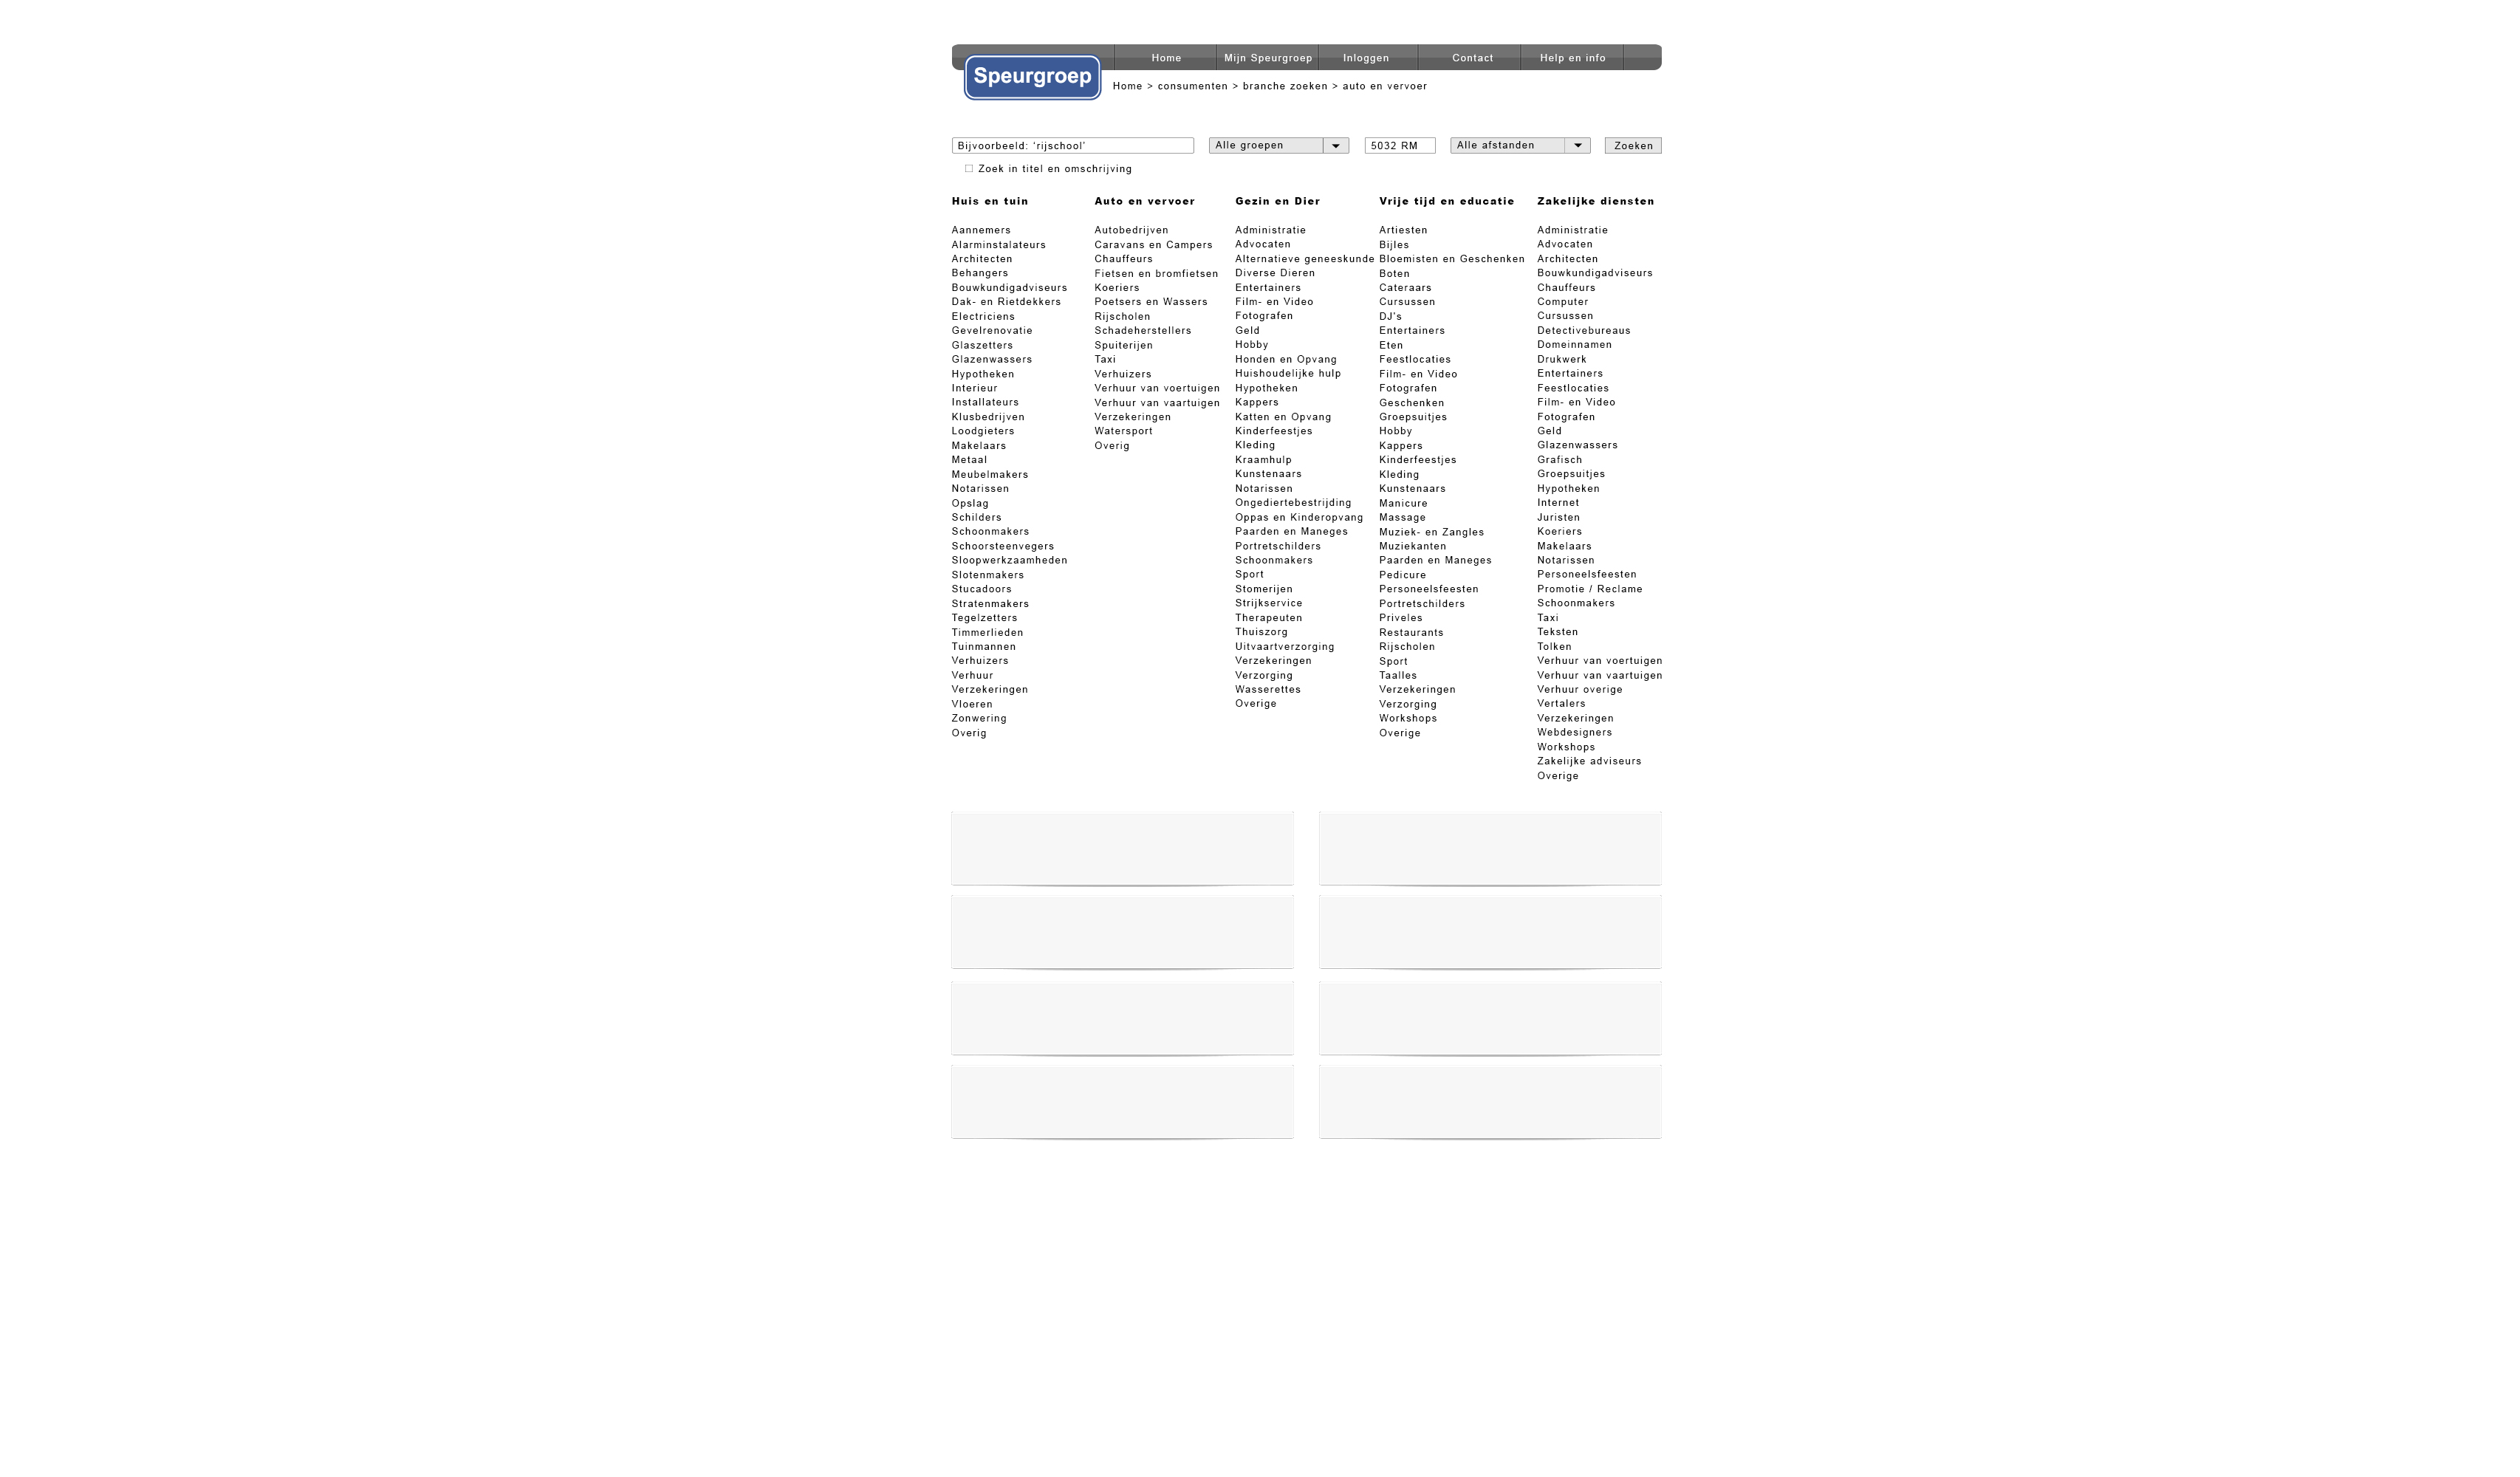 Home Mijn Speurgroep Inloggen Contact Help en info
Speurgroep
Home > consumenten > branche zoeken > auto en vervoer
Bijvoorbeeld: ‘rijschool’ Alle groepen 5032 RM Alle afstanden Zoeken
Zoek in titel en omschrijving
Huis en tuin
Aannemers
Alarminstalateurs
Architecten
Behangers
Bouwkundigadviseurs
Dak- en Rietdekkers
Electriciens
Gevelrenovatie
Glaszetters
Glazenwassers
Hypotheken
Interieur
Installateurs
Klusbedrijven
Loodgieters
Makelaars
Metaal
Meubelmakers
Notarissen
Opslag
Schilders
Schoonmakers
Schoorsteenvegers
Sloopwerkzaamheden
Slotenmakers
Stucadoors
Stratenmakers
Tegelzetters
Timmerlieden
Tuinmannen
Verhuizers
Verhuur
Verzekeringen
Vloeren
Zonwering
Overig
Auto en vervoer
Autobedrijven
Caravans en Campers
Chauffeurs
Fietsen en bromfietsen
Koeriers
Poetsers en Wassers
Rijscholen
Schadeherstellers
Spuiterijen
Taxi
Verhuizers
Verhuur van voertuigen
Verhuur van vaartuigen
Verzekeringen
Watersport
Overig
Gezin en Dier
Administratie
Advocaten
Alternatieve geneeskunde
Diverse Dieren
Entertainers
Film- en Video
Fotografen
Geld
Hobby
Honden en Opvang
Huishoudelijke hulp
Hypotheken
Kappers
Katten en Opvang
Kinderfeestjes
Kleding
Kraamhulp
Kunstenaars
Notarissen
Ongediertebestrijding
Oppas en Kinderopvang
Paarden en Maneges
Portretschilders
Schoonmakers
Sport
Stomerijen
Strijkservice
Therapeuten
Thuiszorg
Uitvaartverzorging
Verzekeringen
Verzorging
Wasserettes
Overige
Vrije tijd en educatie
Artiesten
Bijles
Bloemisten en Geschenken
Boten
Cateraars
Cursussen
DJ’s
Entertainers
Eten
Feestlocaties
Film- en Video
Fotografen
Geschenken
Groepsuitjes
Hobby
Kappers
Kinderfeestjes
Kleding
Kunstenaars
Manicure
Massage
Muziek- en Zangles
Muziekanten
Paarden en Maneges
Pedicure
Personeelsfeesten
Portretschilders
Priveles
Restaurants
Rijscholen
Sport
Taalles
Verzekeringen
Verzorging
Workshops
Overige
Zakelijke diensten
Administratie
Advocaten
Architecten
Bouwkundigadviseurs
Chauffeurs
Computer
Cursussen
Detectivebureaus
Domeinnamen
Drukwerk
Entertainers
Feestlocaties
Film- en Video
Fotografen
Geld
Glazenwassers
Grafisch
Groepsuitjes
Hypotheken
Internet
Juristen
Koeriers
Makelaars
Notarissen
Personeelsfeesten
Promotie / Reclame
Schoonmakers
Taxi
Teksten
Tolken
Verhuur van voertuigen
Verhuur van vaartuigen
Verhuur overige
Vertalers
Verzekeringen
Webdesigners
Workshops
Zakelijke adviseurs
Overige